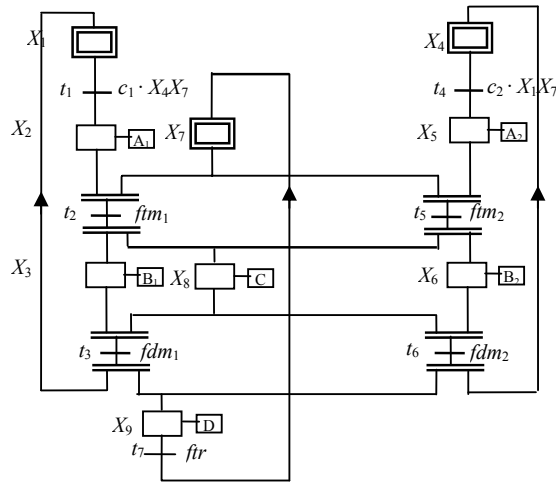 X1 X4
t1 c1 · X4X7 t4 c2 · X1X7
X2 X7 X5
A1 A2
t2 ftm1 t5 ftm2
X3 X8 X6
B1 C B2
t3 fdm1 t6 fdm2
X9 D
t7 ftr